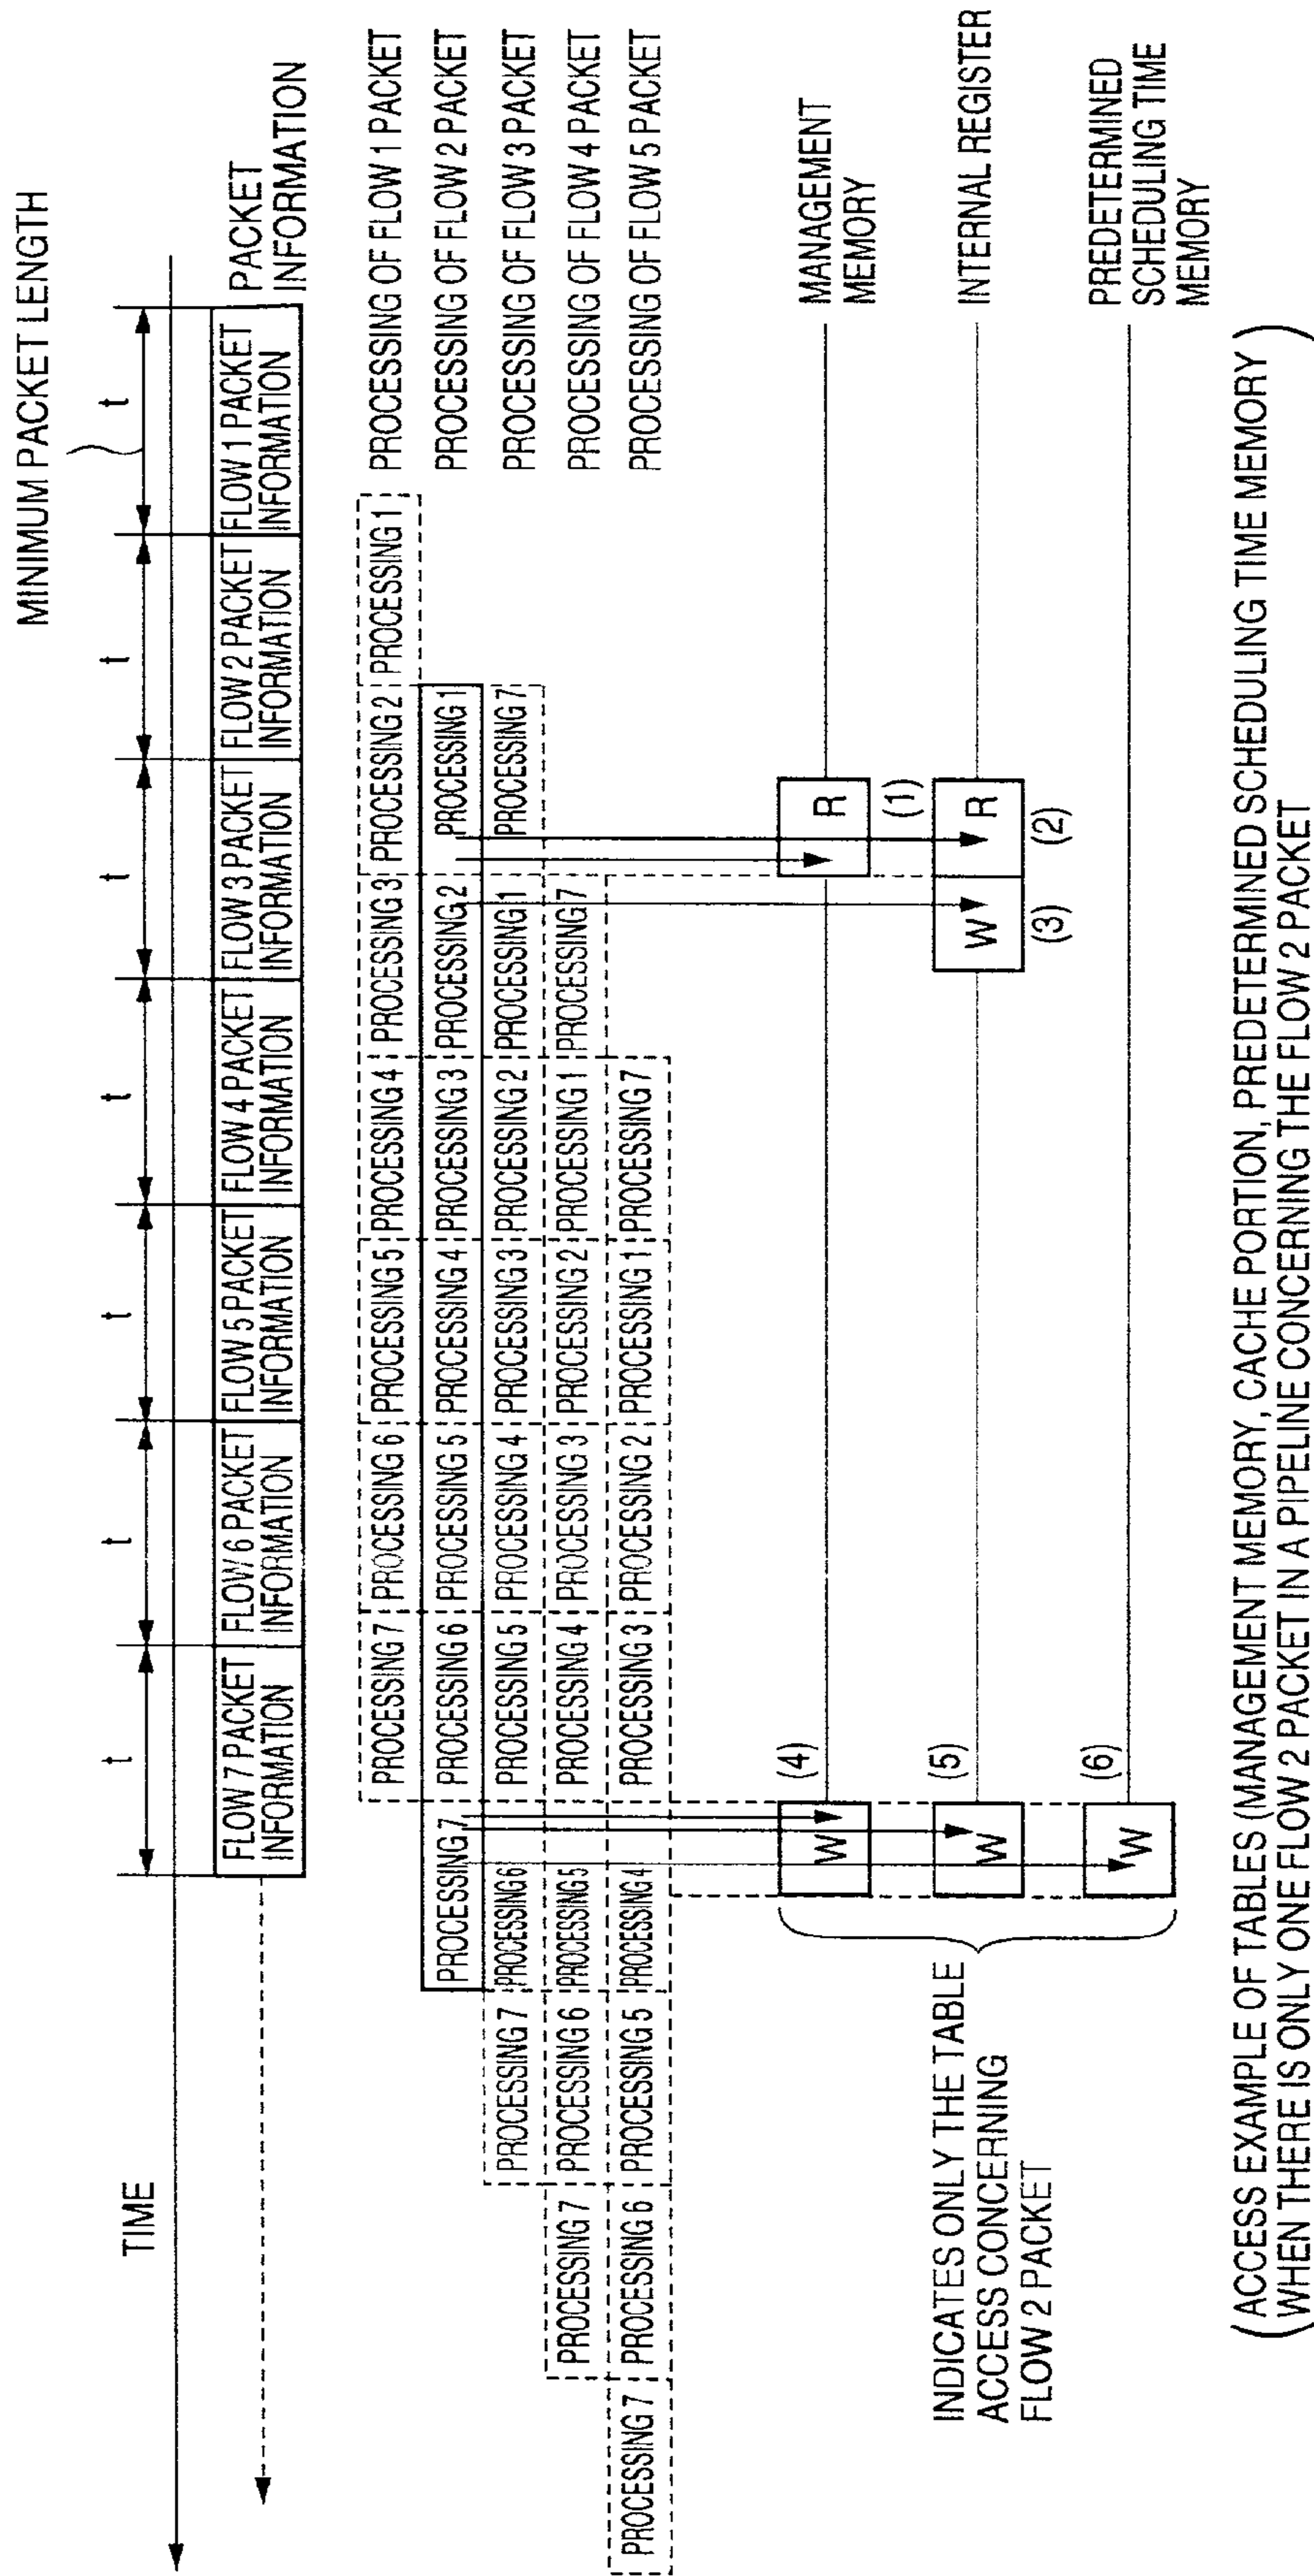 MINIMUM PACKET LENGTH
TIME
t t t t t t t
FLOW 7 PACKET INFORMATION
FLOW 6 PACKET INFORMATION
FLOW 5 PACKET INFORMATION
FLOW 4 PACKET INFORMATION
FLOW 3 PACKET INFORMATION
FLOW 2 PACKET INFORMATION
FLOW 1 PACKET INFORMATION
PACKET
INFORMATION
PROCESSING 7 PROCESSING 6 PROCESSING 5 PROCESSING 4 PROCESSING 3 PROCESSING 2 PROCESSING 1 PROCESSING OF FLOW 1 PACKET
PROCESSING 7 PROCESSING 6 PROCESSING 5 PROCESSING 4 PROCESSING 3 PROCESSING 2 PROCESSING 1 PROCESSING OF FLOW 2 PACKET
PROCESSING 7 PROCESSING 6 PROCESSING 5 PROCESSING 4 PROCESSING 3 PROCESSING 2 PROCESSING 1 PROCESSING 7 PROCESSING OF FLOW 3 PACKET
PROCESSING 7 PROCESSING 6 PROCESSING 5 PROCESSING 4 PROCESSING 3 PROCESSING 2 PROCESSING 1 PROCESSING 7 PROCESSING OF FLOW 4 PACKET
PROCESSING 7 PROCESSING 6 PROCESSING 5 PROCESSING 4 PROCESSING 3 PROCESSING 2 PROCESSING 1 PROCESSING 7 PROCESSING OF FLOW 5 PACKET
W (4) R (1)
MANAGEMENT
MEMORY
W (5) W (3) R (2)
INTERNAL REGISTER
W (6)
PREDETERMINED
SCHEDULING TIME
MEMORY
INDICATES ONLY THE TABLE
ACCESS CONCERNING
FLOW 2 PACKET
(ACCESS EXAMPLE OF TABLES (MANAGEMENT MEMORY, CACHE PORTION, PREDETERMINED SCHEDULING TIME MEMORY
WHEN THERE IS ONLY ONE FLOW 2 PACKET IN A PIPELINE CONCERNING THE FLOW 2 PACKET)